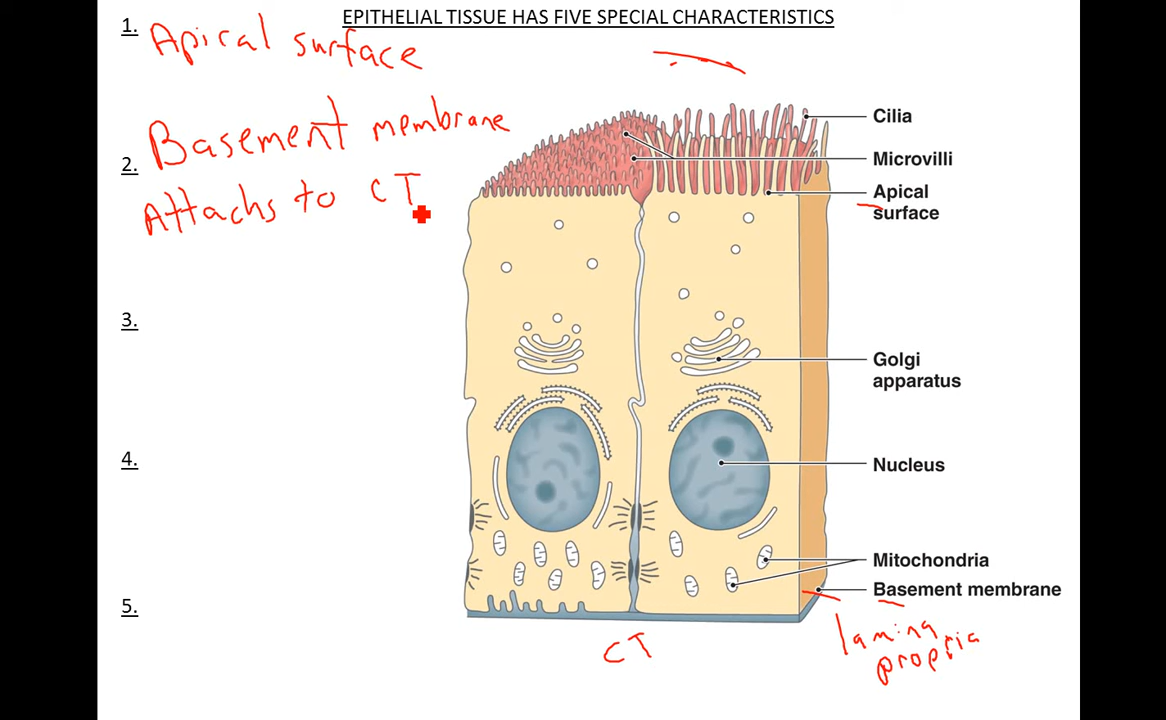 EPITHELIAL TISSUE HAS FIVE SPECIAL CHARACTERISTICS
1. Apical surface
Basement membrane
2.
Attachs to CT
3.
4.
5.
Cilia
Microvilli
Apical
surface
Golgi
apparatus
Nucleus
Mitochondria
Basement membrane
lamina
propria
CT